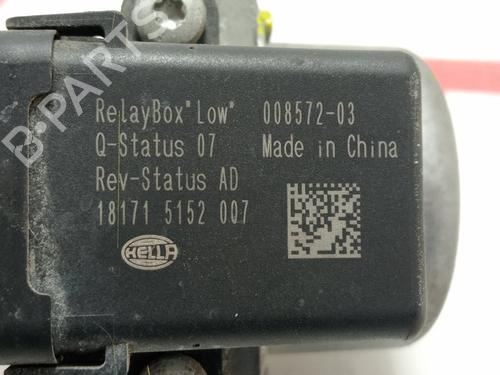 RelayBox"Low" 008572-03
Q-Status 07 Made in China
Rev-Status AD
18171 5152 007
HELLA
B-PARTS